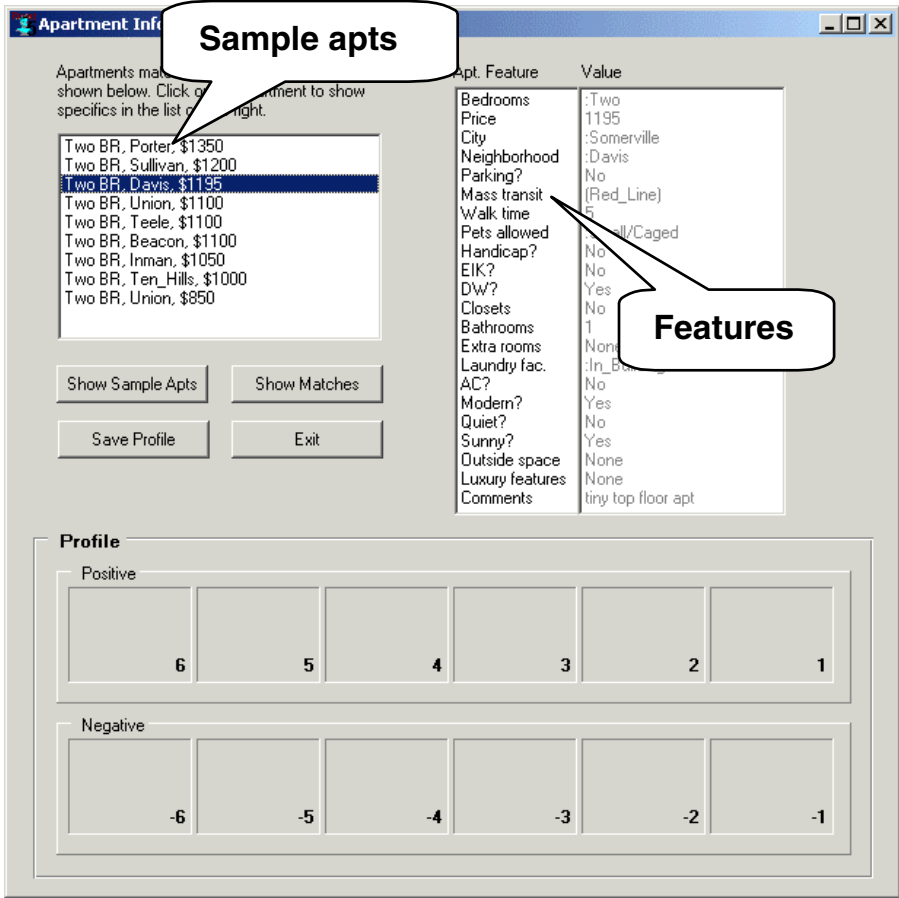 Apartment Inf
Sample apts
Apartments mat
shown below. Click o tment to show
specifics in the list o ight.
Two BR, Porter, $1350
Two BR, Sullivan, $1200
Two BR, Davis, $1195
Two BR, Union, $1100
Two BR, Teele, $1100
Two BR, Beacon, $1100
Two BR, Inman, $1050
Two BR, Ten_Hills, $1000
Two BR, Union, $850
Show Sample Apts Show Matches
Save Profile Exit
Apt. Feature Value
Bedrooms :Two
Price 1195
City :Somerville
Neighborhood :Davis
Parking? No
Mass transit (Red_Line)
Walk time 5
Pets allowed all/Caged
Handicap? No
EIK? No
DW? Yes
Closets No
Bathrooms 1
Extra rooms None
Laundry fac. :In_Bu
AC? No
Modern? Yes
Quiet? No
Sunny? Yes
Outside space None
Luxury features None
Comments tiny top floor apt
Features
Profile
Positive
6 5 4 3 2 1
Negative
-6 -5 -4 -3 -2 -1